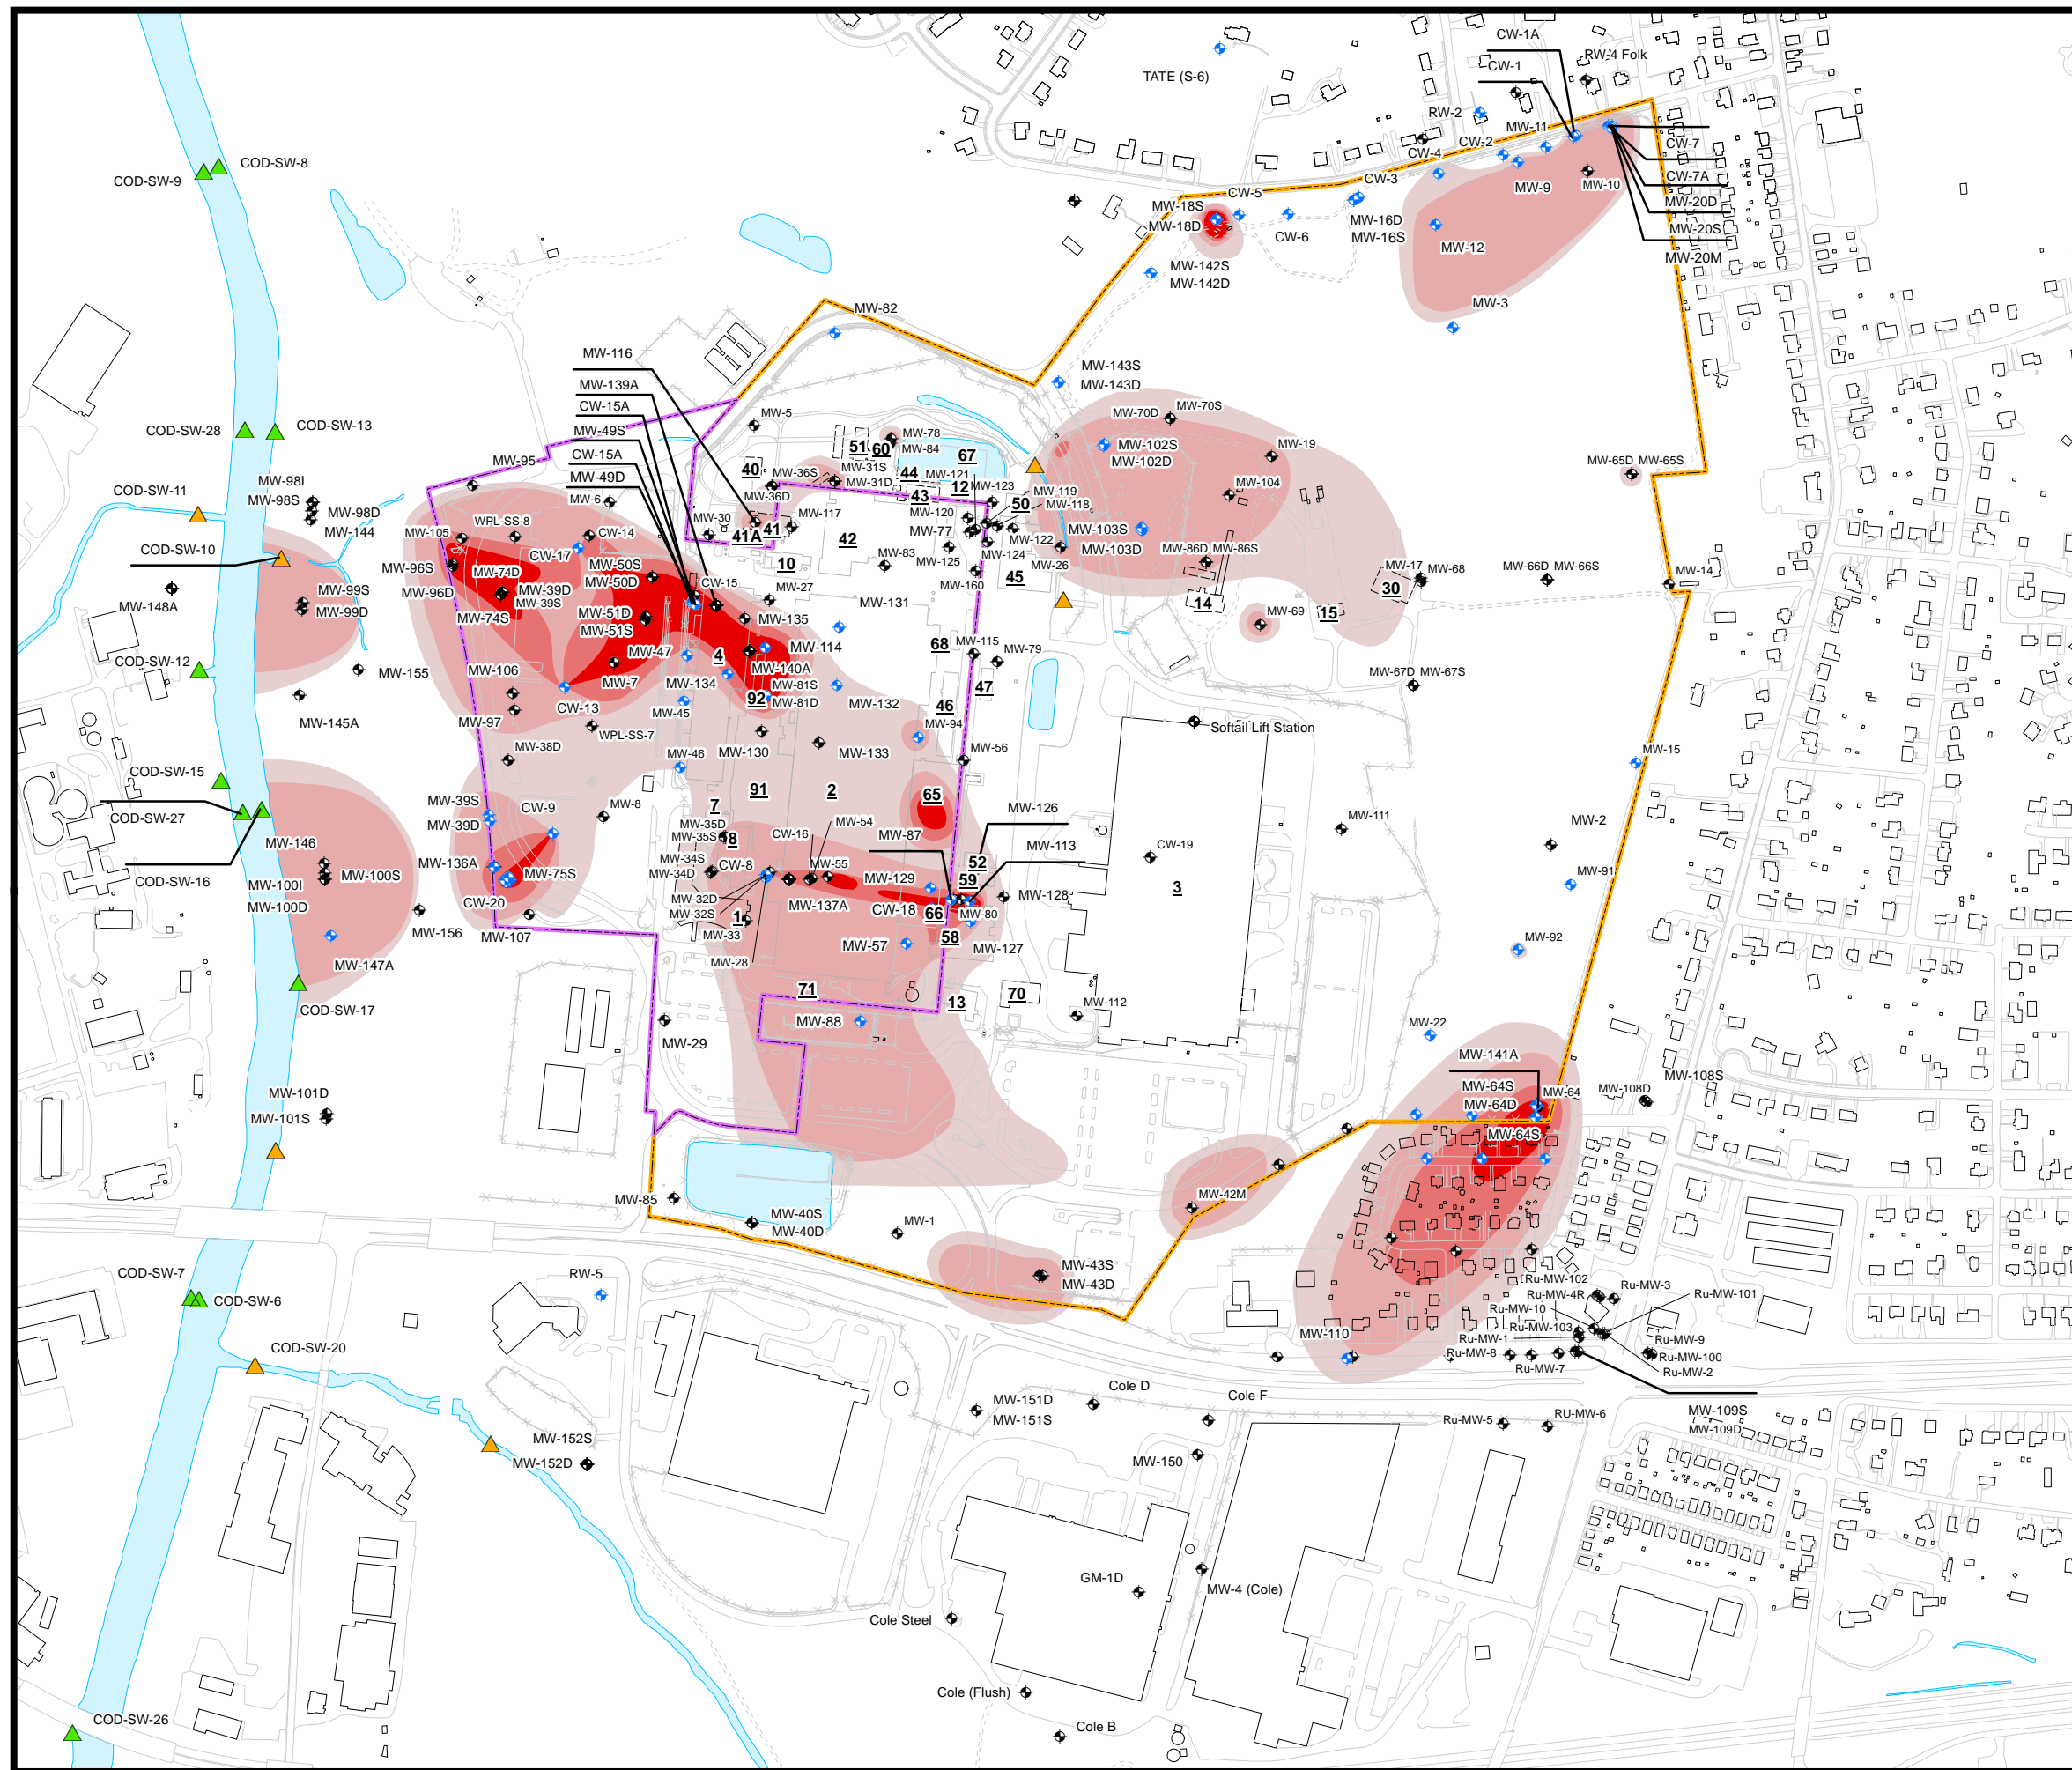 CW-1A
RW-4 Folk
CW-1
TATE (S-6)
RW-2
MW-11
CW-2
CW-4
CW-7
CW-3
MW-9
MW-10
CW-7A
MW-20D
MW-20S
MW-20M
COD-SW-8
COD-SW-9
CW-5
MW-18S
MW-18D
CW-6
MW-16D
MW-16S
MW-12
MW-142S
MW-142D
MW-3
MW-82
MW-116
MW-139A
CW-15A
MW-49S
CW-15A
MW-49D
MW-143S
MW-143D
MW-5
MW-70D
MW-70S
COD-SW-28
COD-SW-13
MW-78
MW-84
51
60
MW-102S
MW-102D
MW-19
MW-95
40
MW-36S
MW-36D
MW-31S
MW-31D
44
67
MW-121
12
43
MW-123
MW-119
50
MW-118
MW-65D
MW-65S
MW-104
MW-98I
MW-98S
MW-98D
MW-144
COD-SW-11
MW-6
MW-30
41
41A
MW-117
MW-120
MW-77
MW-122
MW-103S
MW-103D
MW-105
WPL-SS-8
CW-14
CW-17
42
MW-83
MW-124
MW-125
MW-26
MW-86D
MW-86S
COD-SW-10
MW-96S
MW-96D
MW-74D
MW-39D
MW-39S
MW-74S
MW-50S
MW-50D
CW-15
10
MW-27
MW-160
45
MW-17
MW-68
MW-66D
MW-66S
MW-14
30
14
15
MW-69
MW-148A
MW-99S
MW-99D
MW-51D
MW-51S
MW-131
MW-135
MW-47
MW-114
68
MW-115
MW-79
COD-SW-12
MW-155
MW-106
MW-7
4
MW-140A
MW-134
MW-81S
MW-81D
92
MW-132
47
MW-67D
MW-67S
MW-145A
MW-97
CW-13
WPL-SS-7
MW-45
46
MW-94
Softail Lift Station
MW-38D
MW-130
MW-133
MW-56
MW-15
MW-46
COD-SW-15
91
2
65
COD-SW-27
MW-39S
MW-39D
CW-9
MW-8
7
MW-35D
MW-35S
8
CW-16
MW-54
MW-87
MW-126
MW-111
MW-2
MW-113
COD-SW-16
MW-146
MW-100I
MW-100S
MW-100D
MW-136A
MW-75S
MW-34S
MW-34D
CW-8
MW-55
MW-32D
MW-32S
MW-137A
MW-129
52
59
CW-19
3
MW-91
MW-128
CW-20
1
MW-33
CW-18
66
MW-80
MW-156
MW-107
MW-28
MW-57
58
MW-127
MW-92
MW-147A
COD-SW-17
71
13
70
MW-112
MW-29
MW-88
MW-22
MW-141A
MW-101D
MW-101S
MW-64S
MW-64D
MW-64
MW-64S
MW-108D
MW-108S
MW-85
MW-40S
MW-40D
MW-1
MW-42M
MW-43S
MW-43D
COD-SW-7
COD-SW-6
RW-5
Ru-MW-102
Ru-MW-3
Ru-MW-4R
Ru-MW-101
Ru-MW-10
Ru-MW-103
Ru-MW-1
Ru-MW-9
Ru-MW-8
Ru-MW-100
Ru-MW-7
Ru-MW-2
MW-110
COD-SW-20
Cole D
Cole F
MW-151D
MW-151S
MW-109S
MW-109D
Ru-MW-5
RU-MW-6
MW-152S
MW-152D
MW-150
GM-1D
MW-4 (Cole)
Cole Steel
Cole (Flush)
Cole B
COD-SW-26